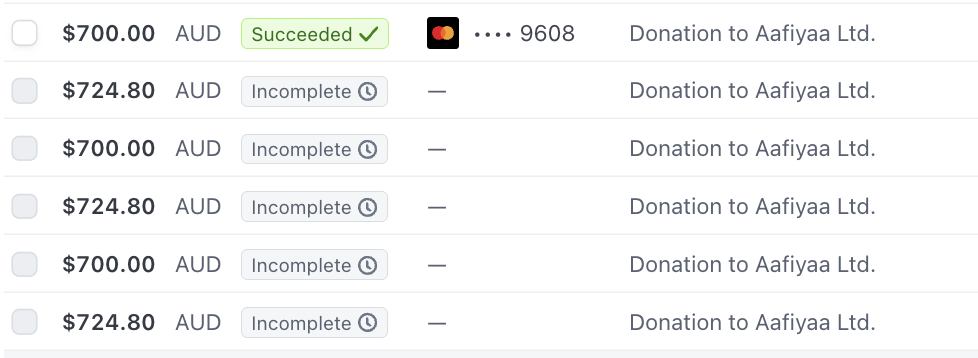 $700.00 AUD Succeeded •••• 9608 Donation to Aafiyaa Ltd.
$724.80 AUD Incomplete — Donation to Aafiyaa Ltd.
$700.00 AUD Incomplete — Donation to Aafiyaa Ltd.
$724.80 AUD Incomplete — Donation to Aafiyaa Ltd.
$700.00 AUD Incomplete — Donation to Aafiyaa Ltd.
$724.80 AUD Incomplete — Donation to Aafiyaa Ltd.